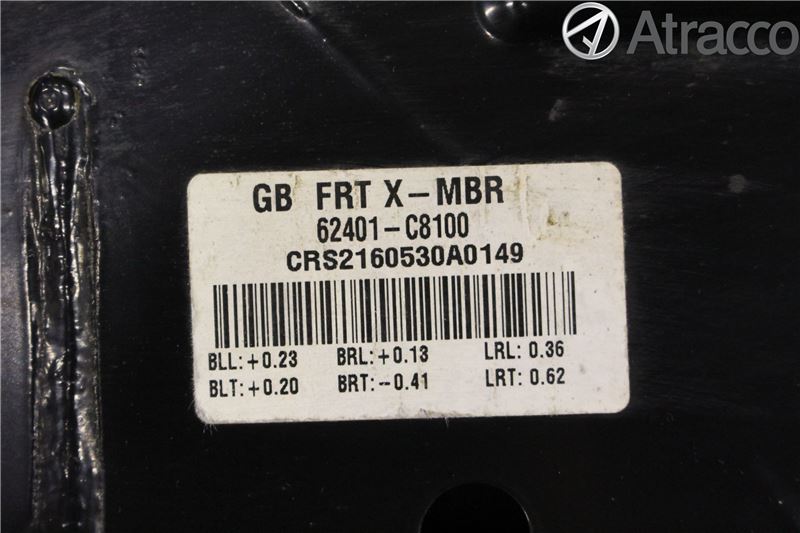 Atracco
GB FRT X-MBR
62401-C8100
CRS2160530A0149
BLL:+0.23 BRL:+0.13 LRL:0.36
BLT:+0.20 BRT:-0.41 LRT:0.62